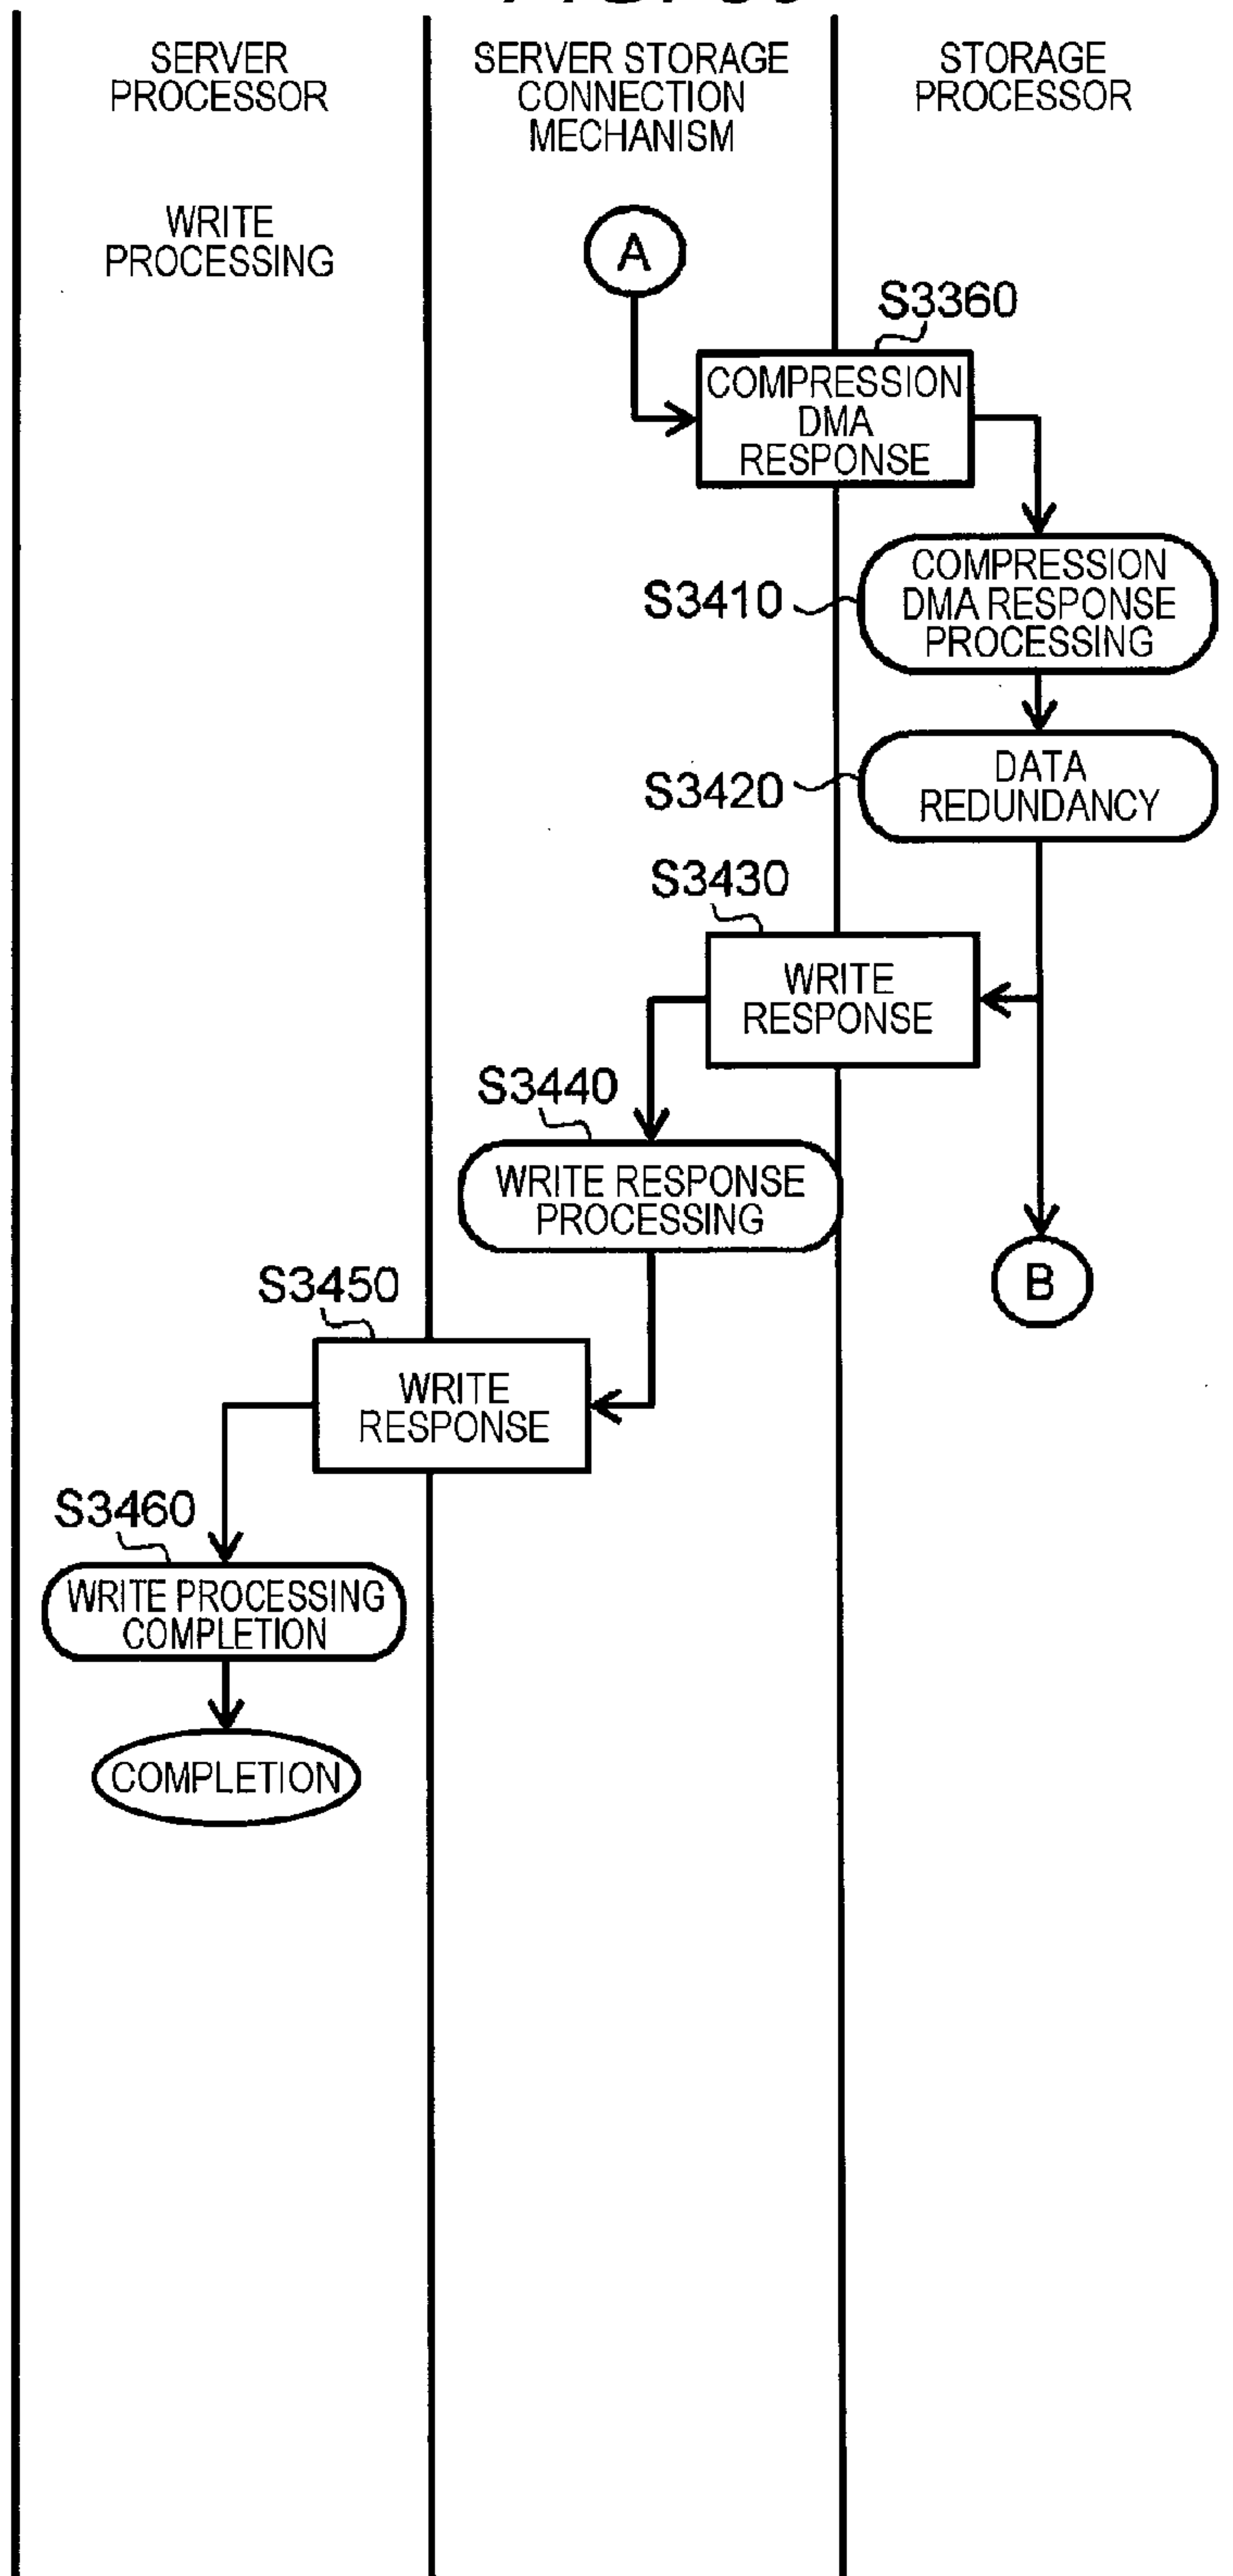 SERVER
PROCESSOR
SERVER STORAGE
CONNECTION
MECHANISM
STORAGE
PROCESSOR
WRITE
PROCESSING
A
S3360
COMPRESSION
DMA
RESPONSE
S3410
COMPRESSION
DMA RESPONSE
PROCESSING
S3420
DATA
REDUNDANCY
S3430
WRITE
RESPONSE
S3440
WRITE RESPONSE
PROCESSING
B
S3450
WRITE
RESPONSE
S3460
WRITE PROCESSING
COMPLETION
COMPLETION